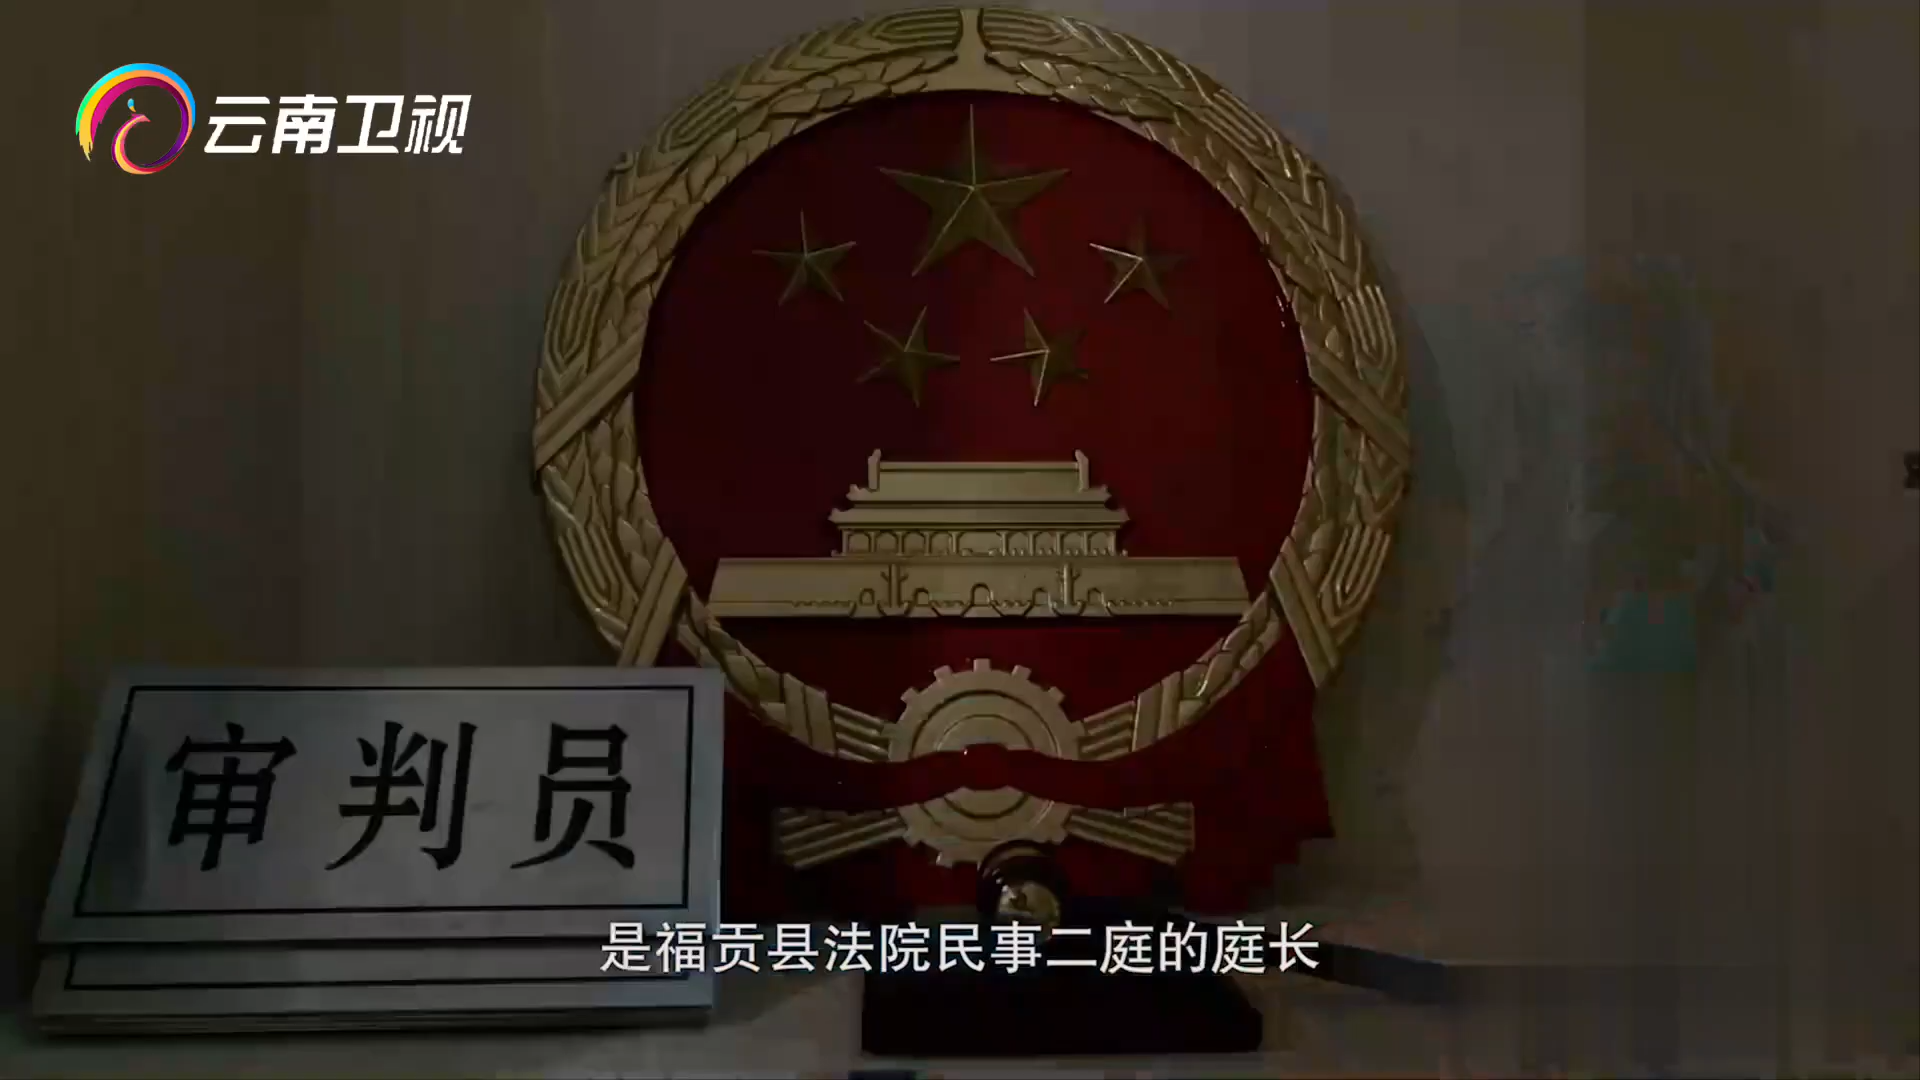 云南卫视
审判员
是福贡县法院民事二庭的庭长